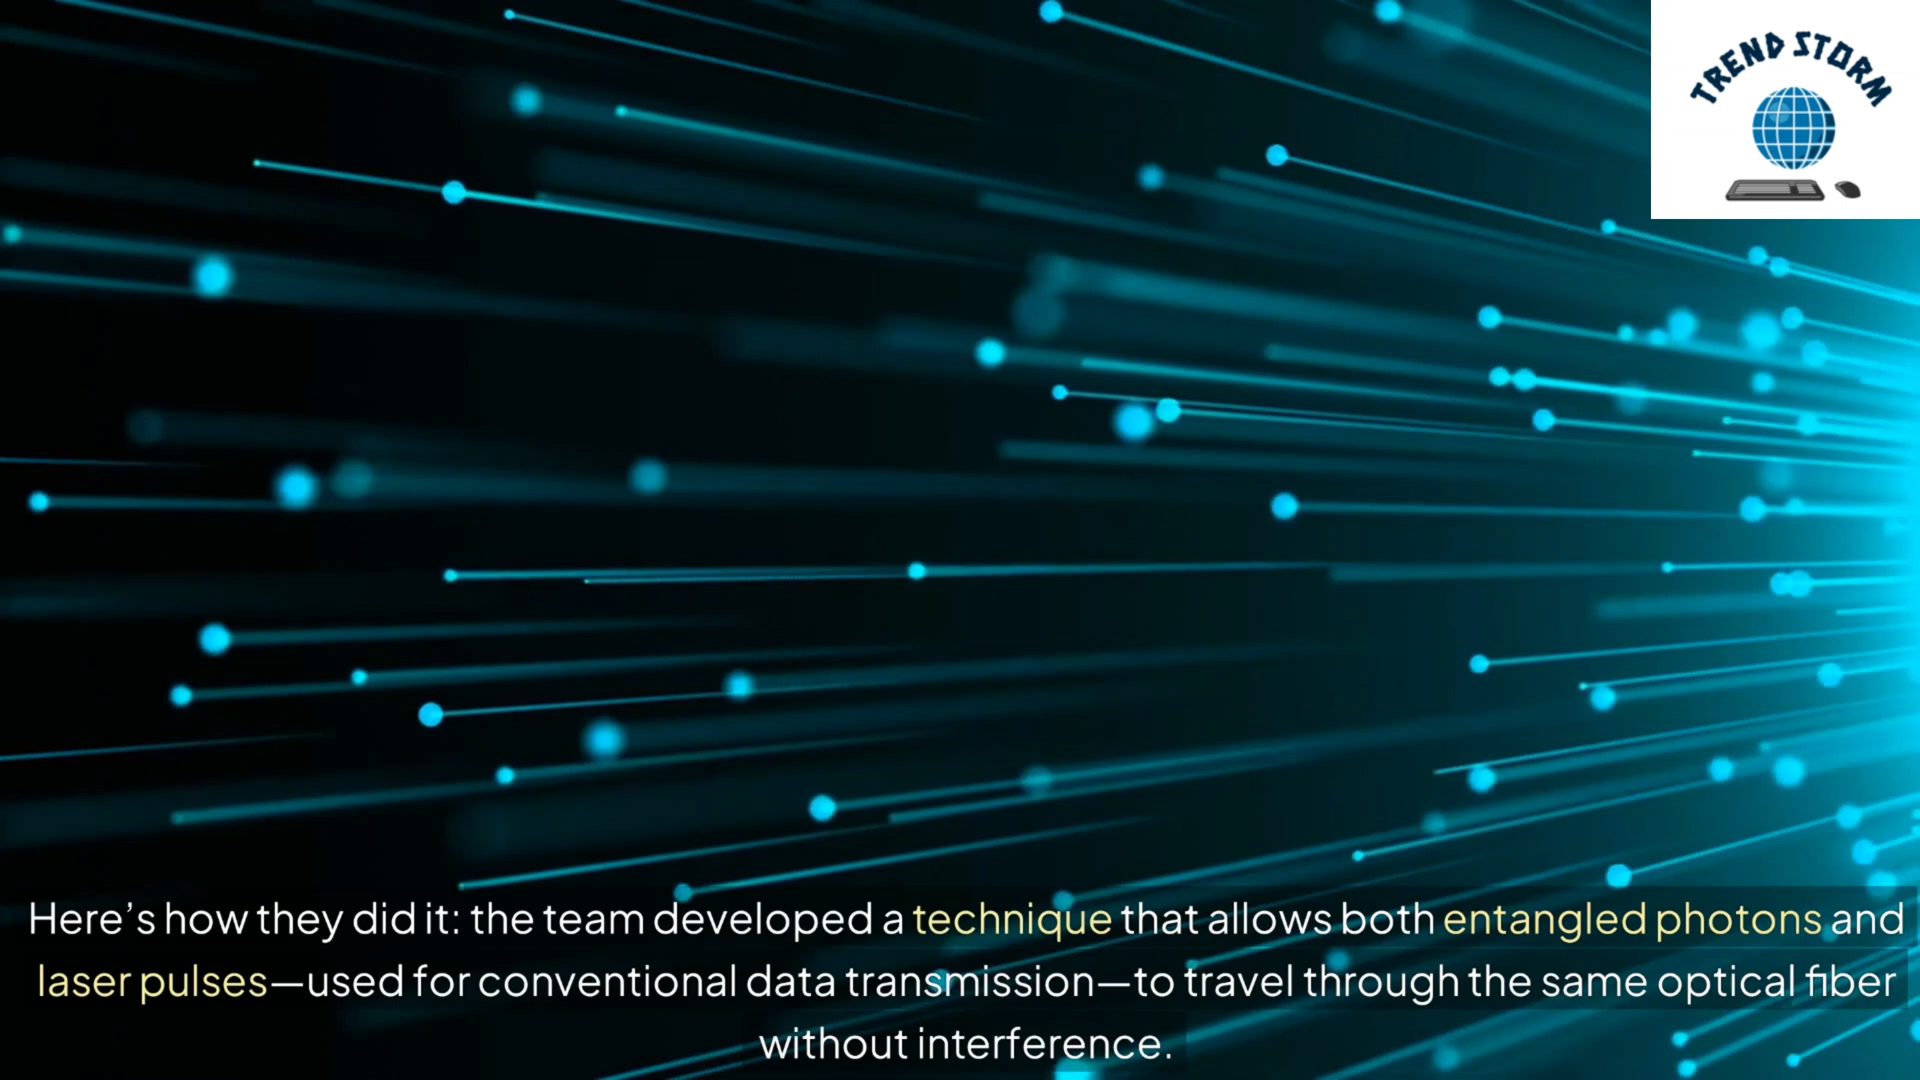 TREND STORM
Here’s how they did it: the team developed a technique that allows both entangled photons and
laser pulses—used for conventional data transmission—to travel through the same optical fiber
without interference.